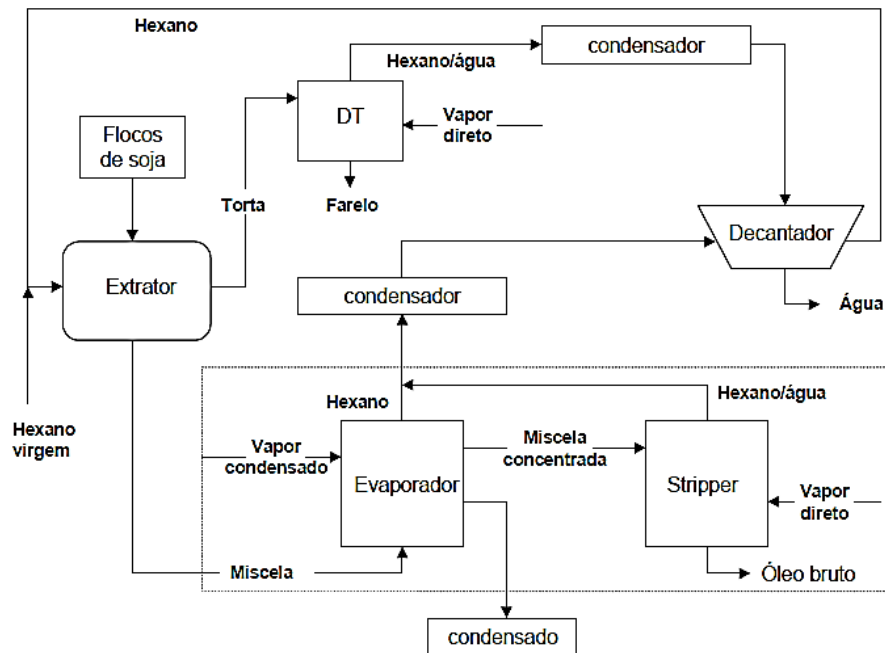 Hexano
condensador
Hexano/água
DT
Vapor
direto
Flocos
de soja
Torta
Farelo
Decantador
Extrator
condensador
Água
Hexano
virgem
Hexano
Hexano/água
Vapor
condensado
Miscela
concentrada
Evaporador
Stripper
Vapor
direto
Miscela
Óleo bruto
condensado